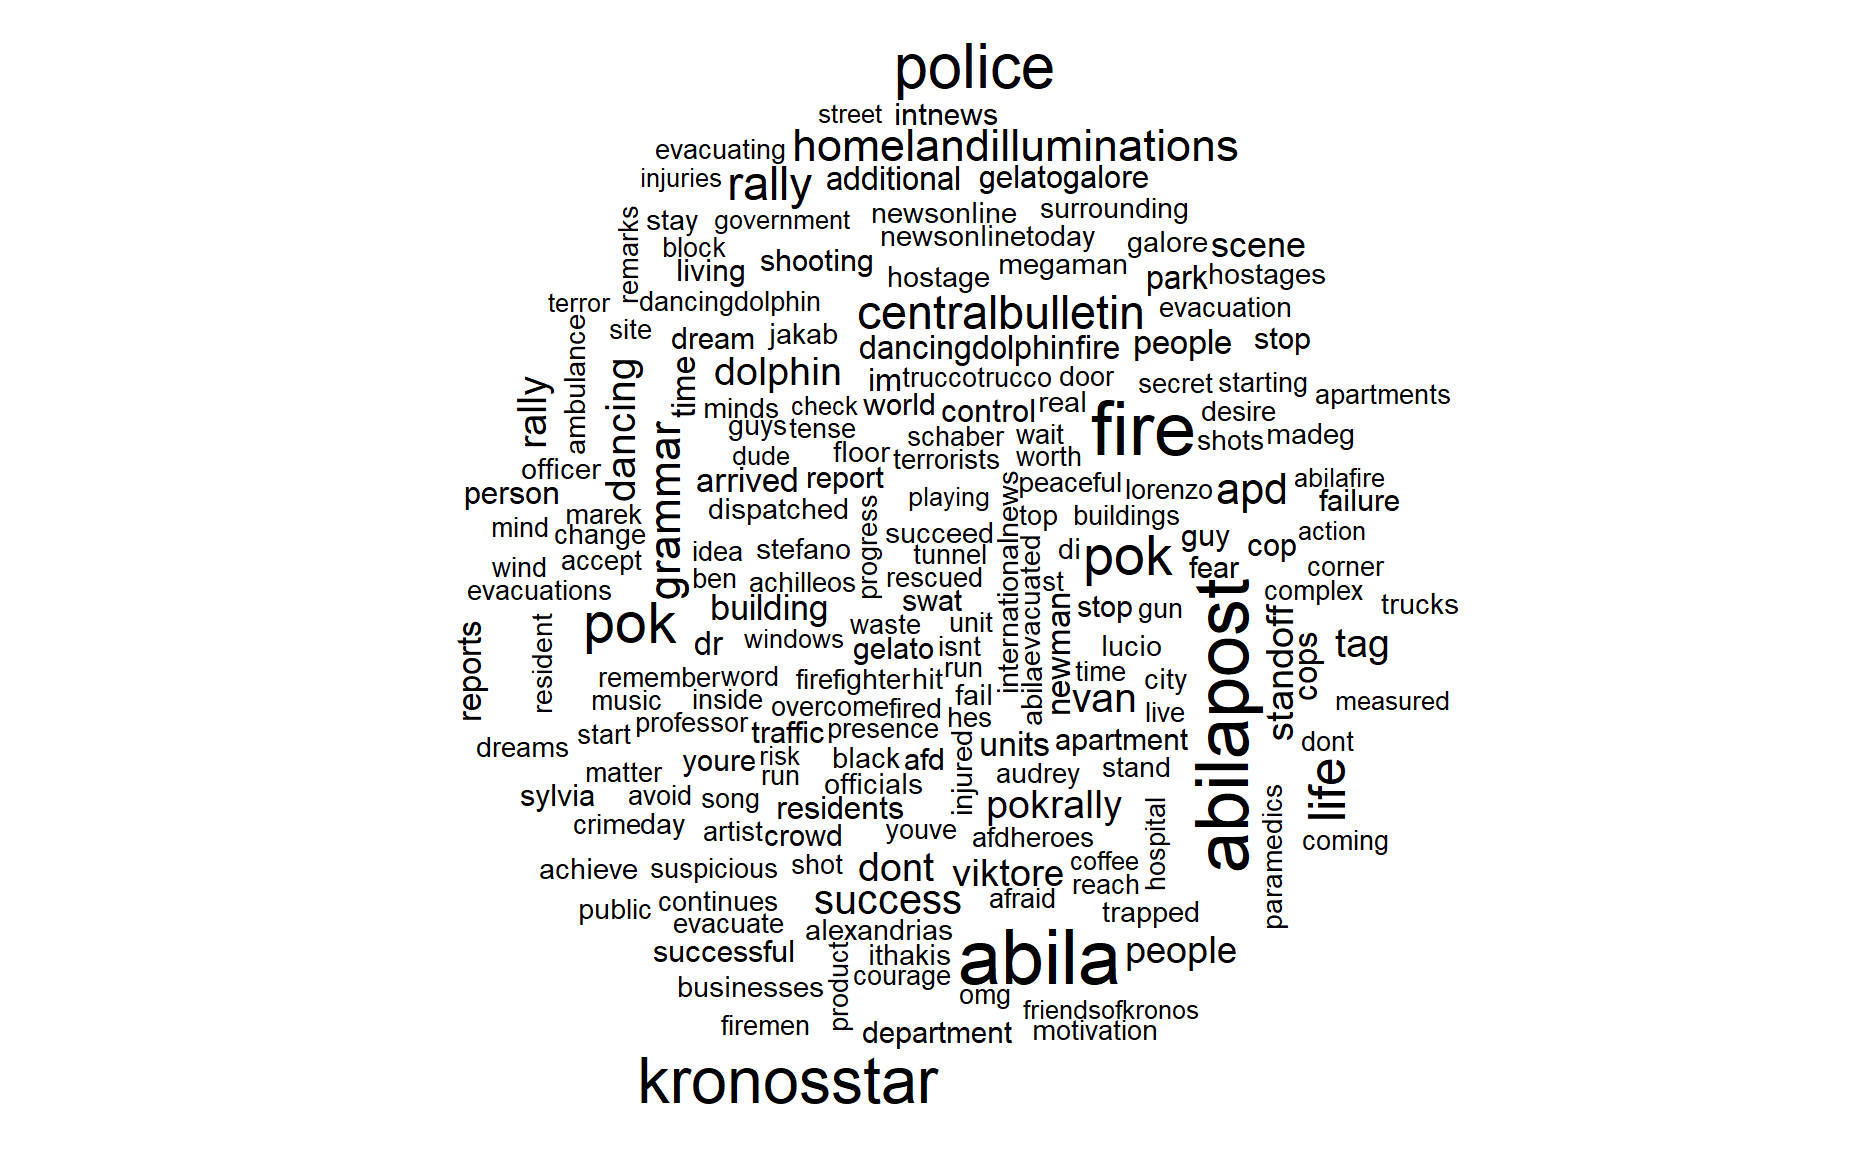 police
street intnews
evacuating homelandilluminations
injuries rally additional gelatogalore
remarks stay government newsonline surrounding
block newsonlinetoday galore scene
living shooting hostage megaman park hostages
terror dancingdolphin centralbulletin evacuation
ambulance site dream jakab dancingdolphinfire people stop
rally dancing time dolphin im truccotrucco door secret starting apartments
minds check world control real fire desire
guys tense schaber wait shots madeg
grammar dude floor terrorists worth
officer arrived report internationalnews peaceful lorenzo apd abilafire
person dispatched progress playing failure
mind marek change succeed top buildings guy action
wind accept idea stefano tunnel abilaevacuated di pok cop
evacuations ben achilleos rescued st fear corner
pok building swat newman stop gun abilapost complex trucks
reports resident dr windows waste unit standoff cops tag
gelato isnt lucio
rememberword firefighter hit run time city
music inside overcome fired fail van measured
professor traffic presence hes live
dreams start injured units apartment dont
matter youre risk run black afd audrey stand life
sylvia avoid song officials pokrally hospital paramedics
crimeday artist residents crowd youve afdheroes coming
achieve suspicious shot dont viktore coffee reach
public continues success afraid trapped
evacuate alexandrias abila people
successful product ithakis
businesses courage omg
firemen department friendsofkronos
motivation
kronosstar